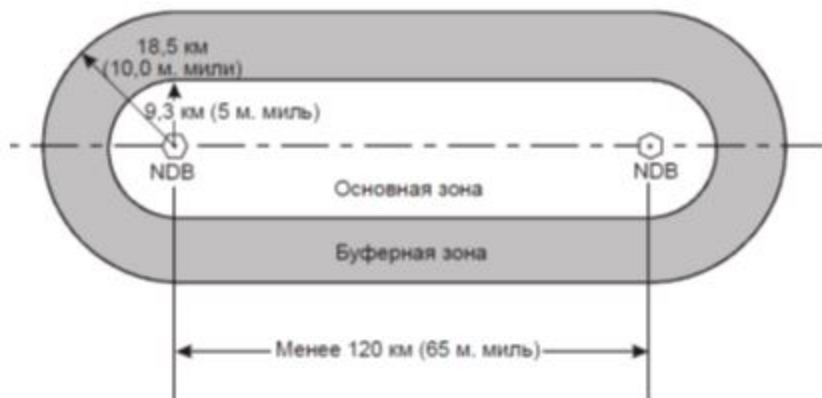 18,5 км
(10,0 м. мили)
9,3 км (5 м. миль)
NDB
NDB
Основная зона
Буферная зона
Менее 120 км (65 м. миль)